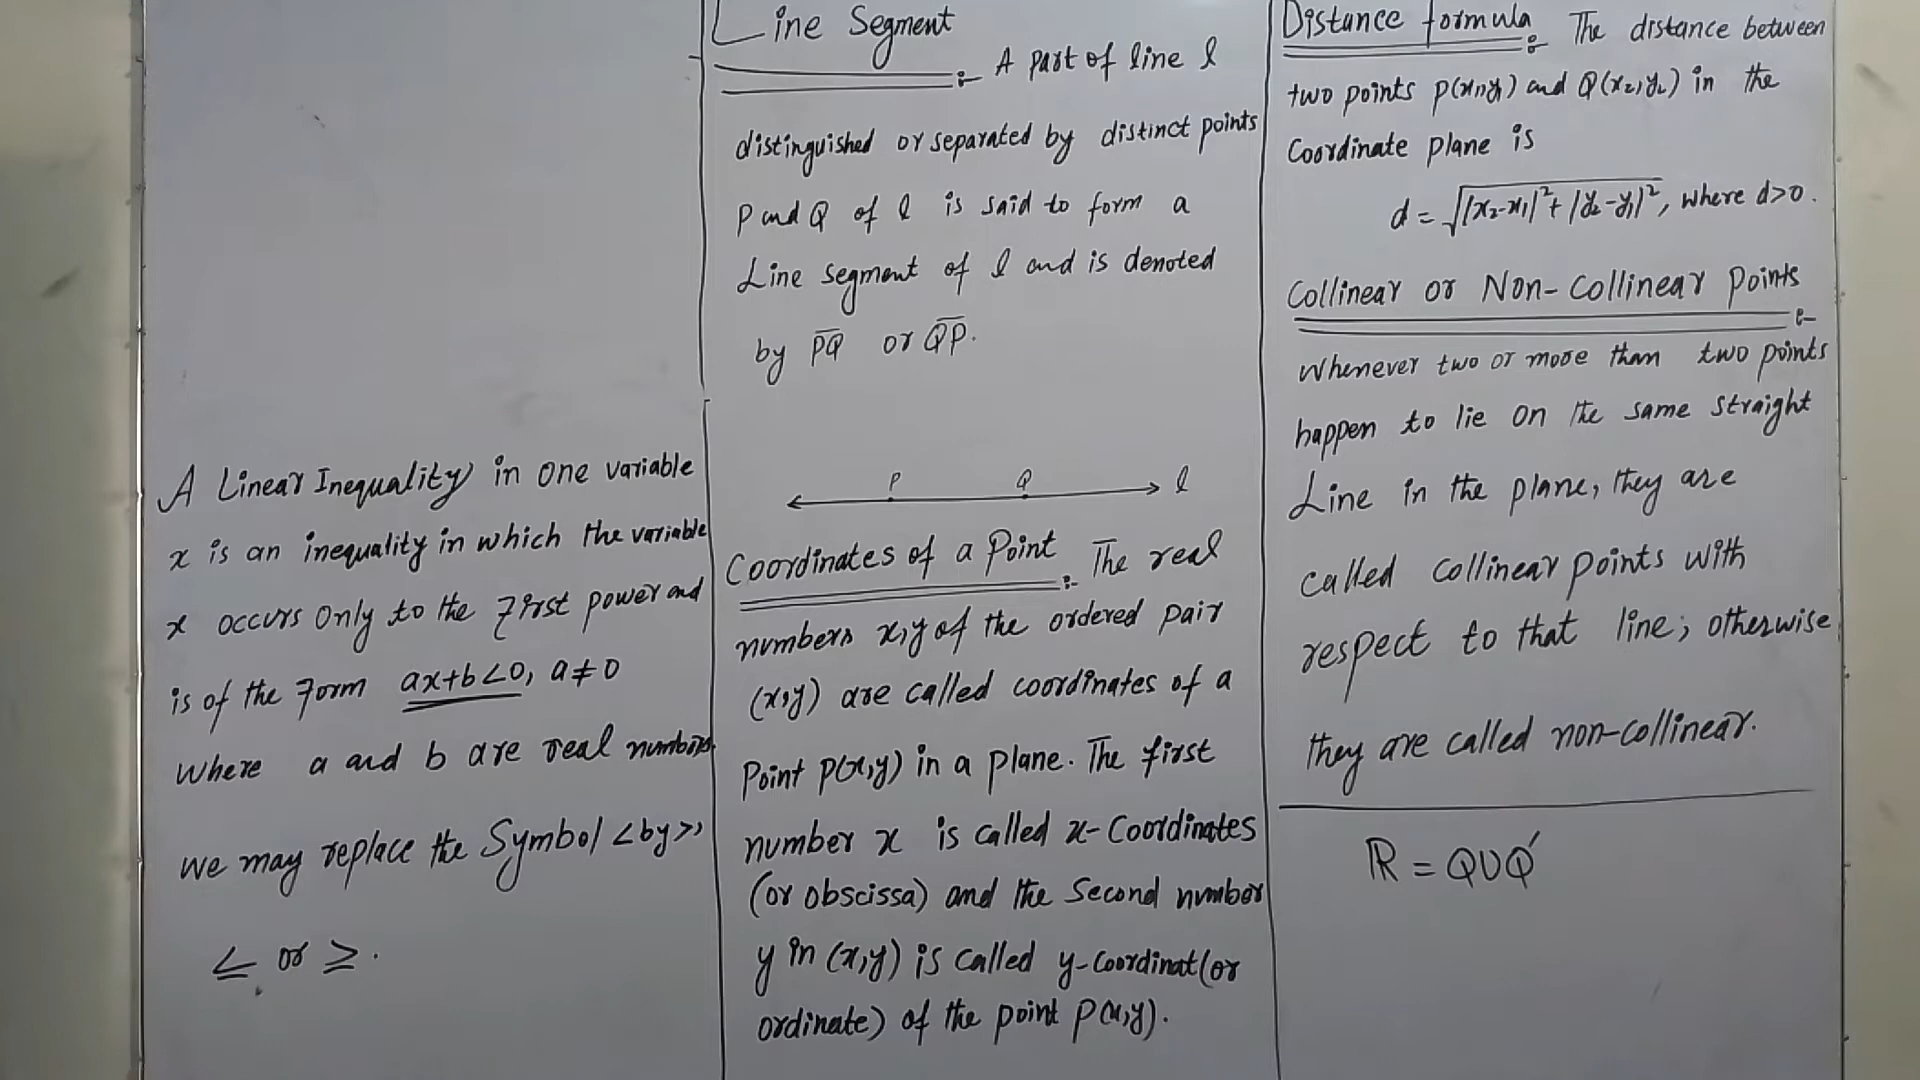 A Linear Inequality in one variable
x is an inequality in which the variable
x occurs only to the first power and
is of the form ax+b<0, a≠0
where a and b are real numbers
we may replace the Symbol < by >,
≤ or ≥.
Line Segment
:- A part of line l
distinguished or separated by distinct points
P and Q of l is said to form a
Line segment of l and is denoted
by P̅Q̅ or Q̅P̅.
P Q l
Coordinates of a Point :- The real
numbers x,y of the ordered pair
(x,y) are called coordinates of a
Point P(x,y) in a plane. The first
number x is called x-Coordinates
(or obscissa) and the second number
y in (x,y) is called y-coordinat(or
ordinate) of the point P(x,y).
Distance formula :- The distance between
two points P(x₁,y₁) and Q(x₂,y₂) in the
Coordinate plane is
d = √|x₂-x₁|² + |y₂-y₁|², where d>0.
Collinear or Non-Collinear Points :-
Whenever two or more than two points
happen to lie on the same straight
Line in the plane, they are
called collinear points with
respect to that line; otherwise
they are called non-collinear.
ℝ = Q∪Q′